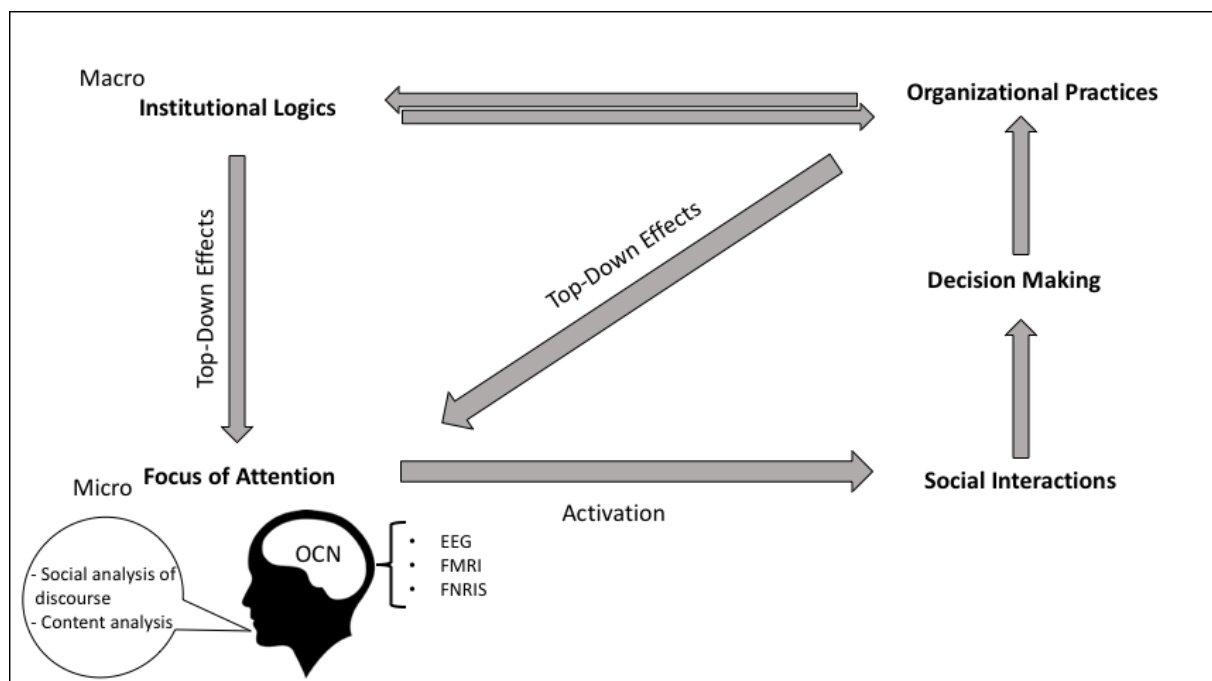 Macro
Institutional Logics
Organizational Practices
Top-Down Effects
Top-Down Effects
Decision Making
Micro
Focus of Attention
Activation
Social Interactions
OCN
• EEG
• FMRI
• FNRIS
- Social analysis of
discourse
- Content analysis